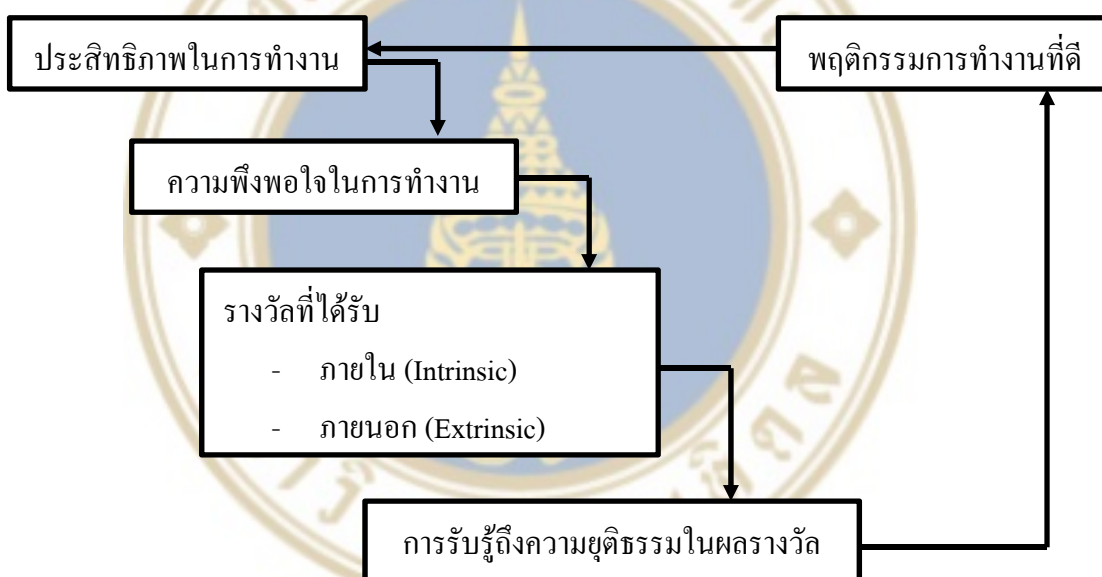 ประสิทธิภาพในการทำงาน
พฤติกรรมการทำงานที่ดี
ความพึงพอใจในการทำงาน
รางวัลที่ได้รับ
- ภายใน (Intrinsic)
- ภายนอก (Extrinsic)
การรับรู้ถึงความยุติธรรมในผลรางวัล